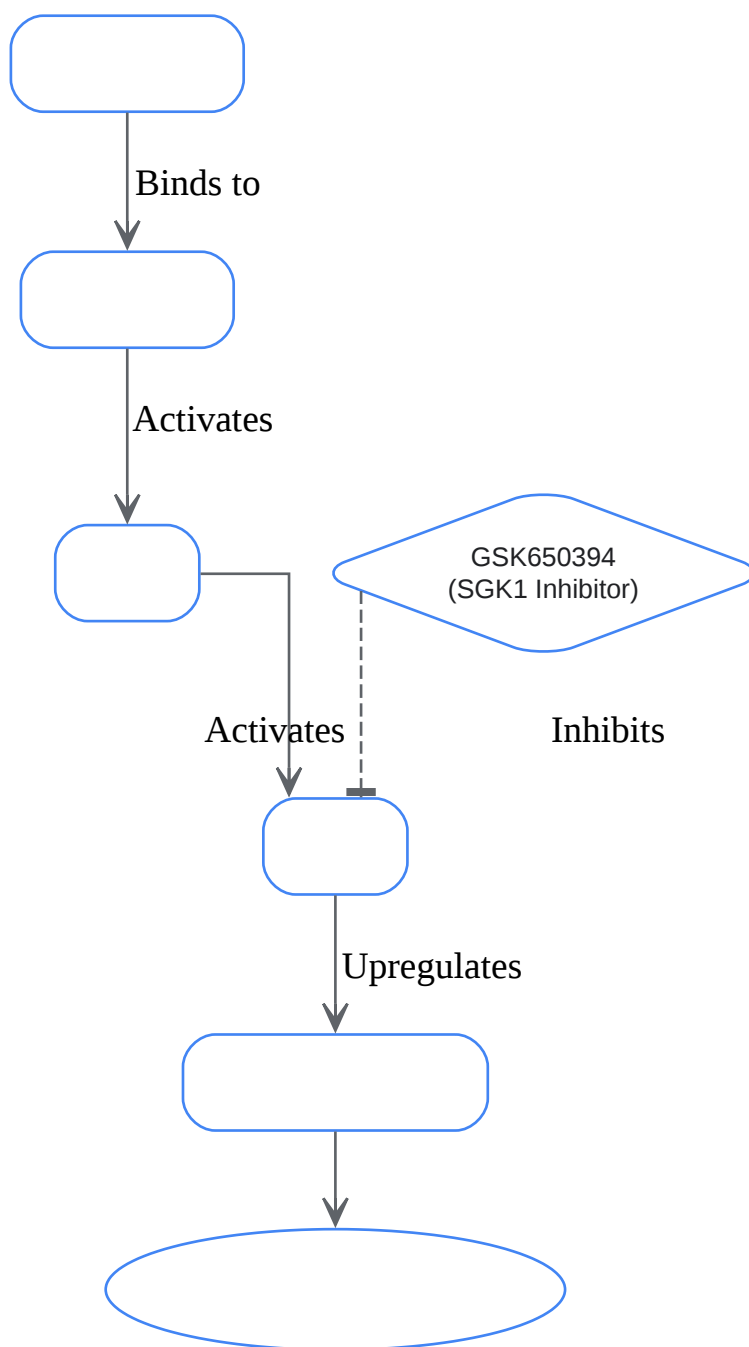 Binds to
Activates
GSK650394
(SGK1 Inhibitor)
Activates
Inhibits
Upregulates